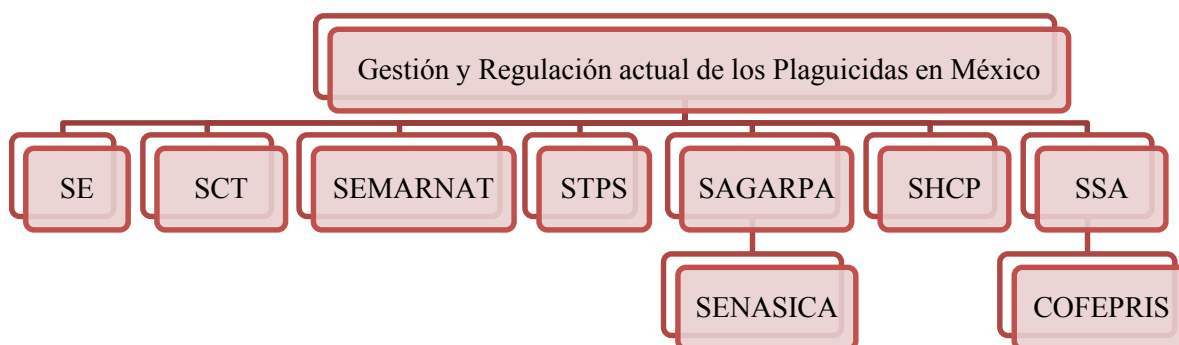 Gestión y Regulación actual de los Plaguicidas en México
SE
SCT
SEMARNAT
STPS
SAGARPA
SHCP
SSA
SENASICA
COFEPRIS